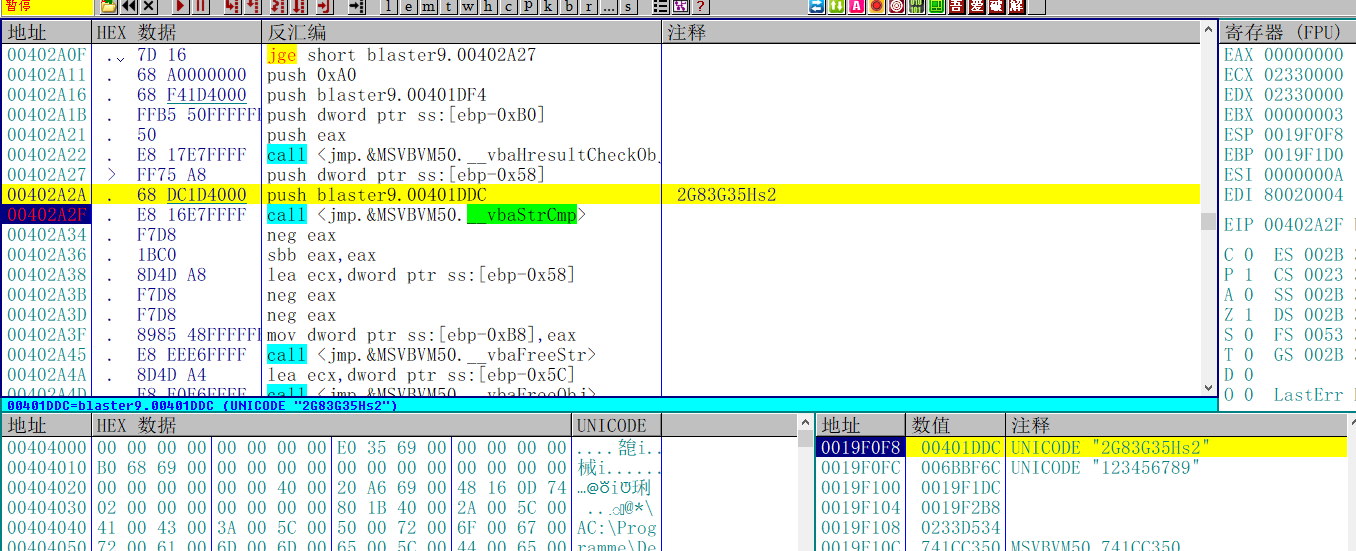 暂停 l e m t w h c p k b r ... s ? A 吾 爱 破 解
地址 HEX 数据 反汇编 注释 寄存器 (FPU)
00402A0F . 7D 16 jge short blaster9.00402A27
00402A11 . 68 A0000000 push 0xA0
00402A16 . 68 F41D4000 push blaster9.00401DF4
00402A1B . FFB5 50FFFFFF push dword ptr ss:[ebp-0xB0]
00402A21 . 50 push eax
00402A22 . E8 17E7FFFF call <jmp.&MSVBVM50.__vbaHresultCheckOb
00402A27 > FF75 A8 push dword ptr ss:[ebp-0x58]
00402A2A . 68 DC1D4000 push blaster9.00401DDC 2G83G35Hs2
00402A2F . E8 16E7FFFF call <jmp.&MSVBVM50.__vbaStrCmp>
00402A34 . F7D8 neg eax
00402A36 . 1BC0 sbb eax,eax
00402A38 . 8D4D A8 lea ecx,dword ptr ss:[ebp-0x58]
00402A3B . F7D8 neg eax
00402A3D . F7D8 neg eax
00402A3F . 8985 48FFFFFF mov dword ptr ss:[ebp-0xB8],eax
00402A45 . E8 EEE6FFFF call <jmp.&MSVBVM50.__vbaFreeStr>
00402A4A . 8D4D A4 lea ecx,dword ptr ss:[ebp-0x5C]
00402A4D . E8 E0E6FFFF call <jmp.&MSVBVM50.__vbaFreeObj>
EAX 00000000
ECX 02330000
EDX 02330000
EBX 00000003
ESP 0019F0F8
EBP 0019F1D0
ESI 0000000A
EDI 80020004
EIP 00402A2F
C 0 ES 002B
P 1 CS 0023
A 0 SS 002B
Z 1 DS 002B
S 0 FS 0053
T 0 GS 002B
D 0
O 0 LastErr
00401DDC=blaster9.00401DDC (UNICODE "2G83G35Hs2")
地址 HEX 数据 UNICODE
00404000 00 00 00 00 00 00 00 00 E0 35 69 00 00 00 00 00 ....㗠i..
00404010 B0 68 69 00 00 00 00 00 00 00 00 00 00 00 00 00 械i......
00404020 00 00 00 00 00 00 40 00 20 A6 69 00 48 16 0D 74
00404030 02 00 00 00 00 00 00 00 80 1B 40 00 2A 00 5C 00
00404040 41 00 43 00 3A 00 5C 00 50 00 72 00 6F 00 67 00 AC:\Prog
00404050 72 00 61 00 6D 00 6D 00 65 00 5C 00 44 00 65 00 ramme\De
地址 数值 注释
0019F0F8 00401DDC UNICODE "2G83G35Hs2"
0019F0FC 006BBF6C UNICODE "123456789"
0019F100 0019F1DC
0019F104 0019F2B8
0019F108 0233D534
0019F10C 741CC350 MSVBVM50.741CC350